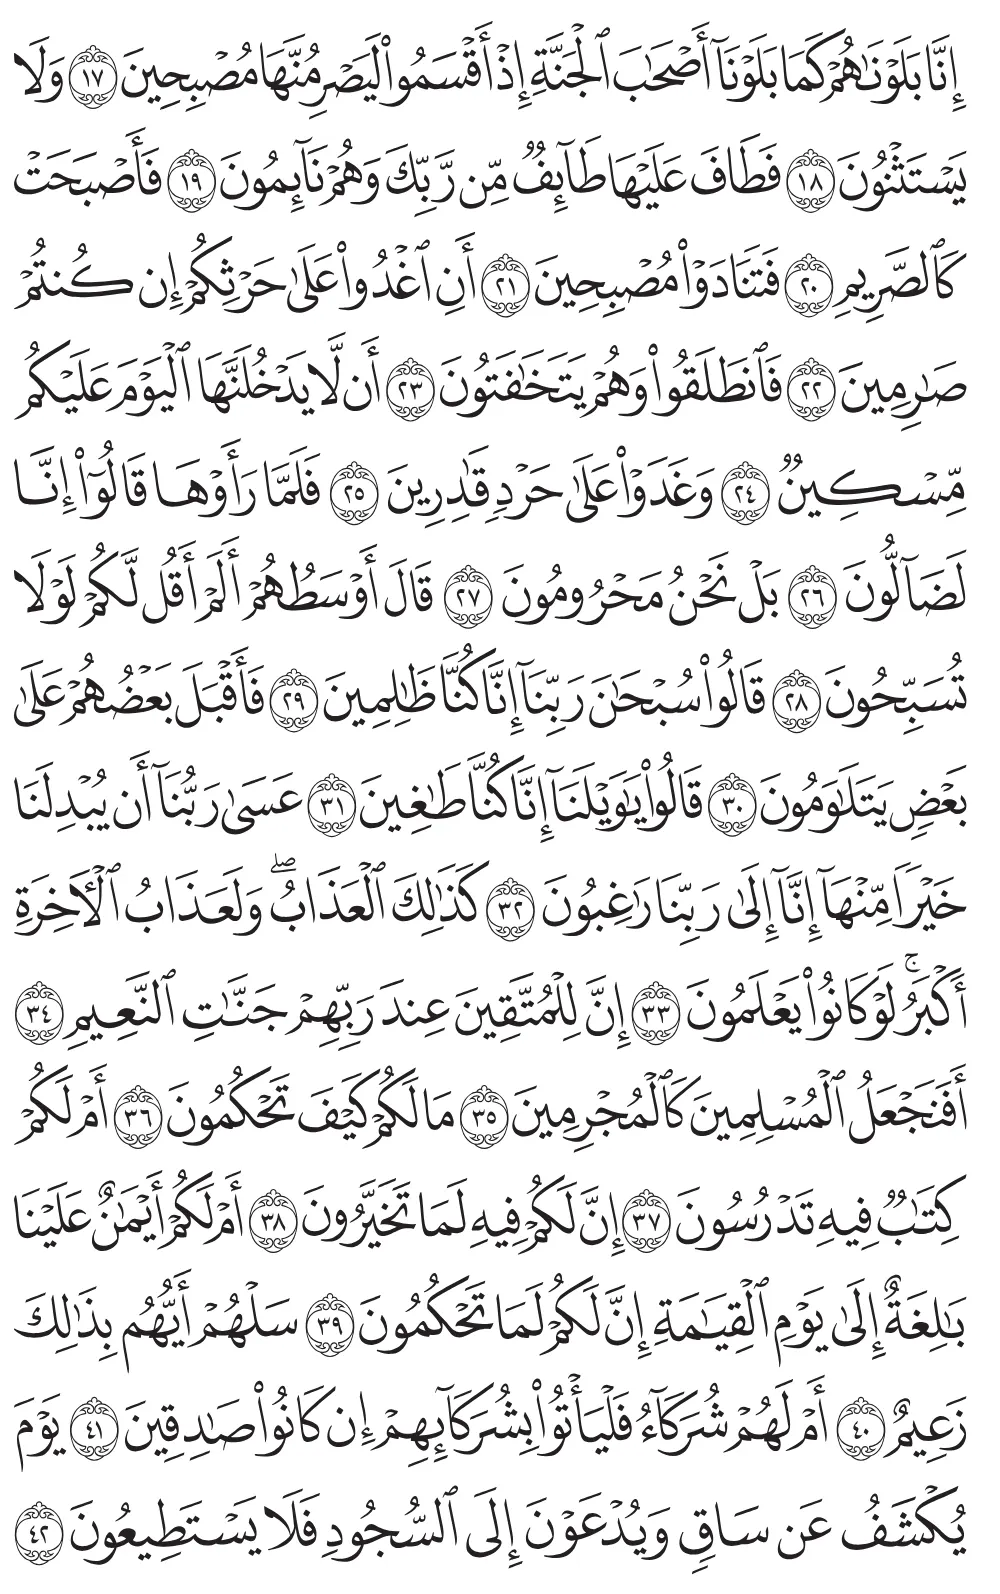 إِنَّا بَلَوْنَٰهُمْ كَمَا بَلَوْنَآ أَصْحَٰبَ ٱلْجَنَّةِ إِذْ أَقْسَمُوا۟ لَيَصْرِمُنَّهَا مُصْبِحِينَ ١٧ وَلَا
يَسْتَثْنُونَ ١٨ فَطَافَ عَلَيْهَا طَآئِفٌ مِّن رَّبِّكَ وَهُمْ نَآئِمُونَ ١٩ فَأَصْبَحَتْ
كَٱلصَّرِيمِ ٢٠ فَتَنَادَوْا۟ مُصْبِحِينَ ٢١ أَنِ ٱغْدُوا۟ عَلَىٰ حَرْثِكُمْ إِن كُنتُمْ
صَٰرِمِينَ ٢٢ فَٱنطَلَقُوا۟ وَهُمْ يَتَخَٰفَتُونَ ٢٣ أَن لَّا يَدْخُلَنَّهَا ٱلْيَوْمَ عَلَيْكُم
مِّسْكِينٌ ٢٤ وَغَدَوْا۟ عَلَىٰ حَرْدٍ قَٰدِرِينَ ٢٥ فَلَمَّا رَأَوْهَا قَالُوٓا۟ إِنَّا
لَضَآلُّونَ ٢٦ بَلْ نَحْنُ مَحْرُومُونَ ٢٧ قَالَ أَوْسَطُهُمْ أَلَمْ أَقُل لَّكُمْ لَوْلَا
تُسَبِّحُونَ ٢٨ قَالُوا۟ سُبْحَٰنَ رَبِّنَآ إِنَّا كُنَّا ظَٰلِمِينَ ٢٩ فَأَقْبَلَ بَعْضُهُمْ عَلَىٰ
بَعْضٍ يَتَلَٰوَمُونَ ٣٠ قَالُوا۟ يَٰوَيْلَنَآ إِنَّا كُنَّا طَٰغِينَ ٣١ عَسَىٰ رَبُّنَآ أَن يُبْدِلَنَا
خَيْرًا مِّنْهَآ إِنَّآ إِلَىٰ رَبِّنَا رَٰغِبُونَ ٣٢ كَذَٰلِكَ ٱلْعَذَابُ ۖ وَلَعَذَابُ ٱلْءَاخِرَةِ
أَكْبَرُ ۚ لَوْ كَانُوا۟ يَعْلَمُونَ ٣٣ إِنَّ لِلْمُتَّقِينَ عِندَ رَبِّهِمْ جَنَّٰتِ ٱلنَّعِيمِ ٣٤
أَفَنَجْعَلُ ٱلْمُسْلِمِينَ كَٱلْمُجْرِمِينَ ٣٥ مَا لَكُمْ كَيْفَ تَحْكُمُونَ ٣٦ أَمْ لَكُمْ
كِتَٰبٌ فِيهِ تَدْرُسُونَ ٣٧ إِنَّ لَكُمْ فِيهِ لَمَا تَخَيَّرُونَ ٣٨ أَمْ لَكُمْ أَيْمَٰنٌ عَلَيْنَا
بَٰلِغَةٌ إِلَىٰ يَوْمِ ٱلْقِيَٰمَةِ إِنَّ لَكُمْ لَمَا تَحْكُمُونَ ٣٩ سَلْهُمْ أَيُّهُم بِذَٰلِكَ
زَعِيمٌ ٤٠ أَمْ لَهُمْ شُرَكَآءُ فَلْيَأْتُوا۟ بِشُرَكَآئِهِمْ إِن كَانُوا۟ صَٰدِقِينَ ٤١ يَوْمَ
يُكْشَفُ عَن سَاقٍ وَيُدْعَوْنَ إِلَى ٱلسُّجُودِ فَلَا يَسْتَطِيعُونَ ٤٢